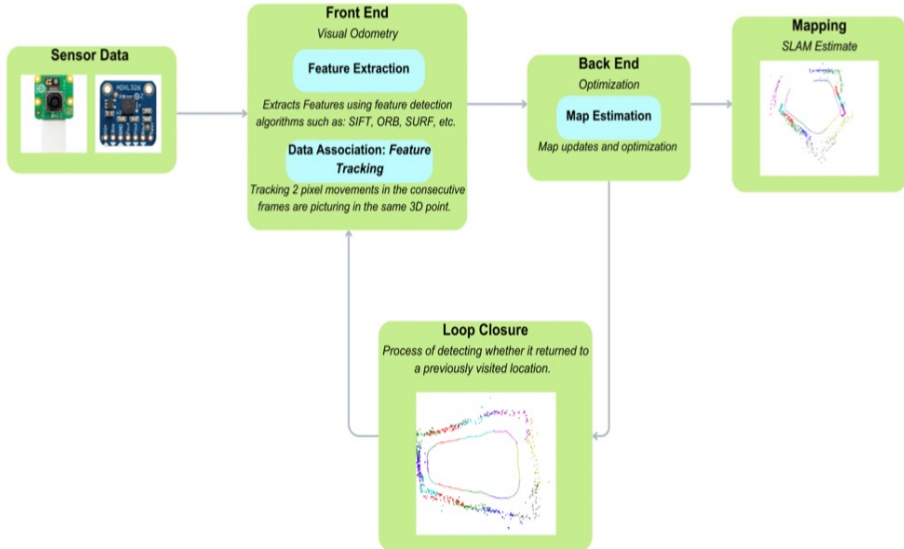 Sensor Data
ADXL326
Front End
Visual Odometry
Feature Extraction
Extracts Features using feature detection
algorithms such as: SIFT, ORB, SURF, etc.
Data Association: Feature
Tracking
Tracking 2 pixel movements in the consecutive
frames are picturing in the same 3D point.
Back End
Optimization
Map Estimation
Map updates and optimization
Mapping
SLAM Estimate
Loop Closure
Process of detecting whether it returned to
a previously visited location.